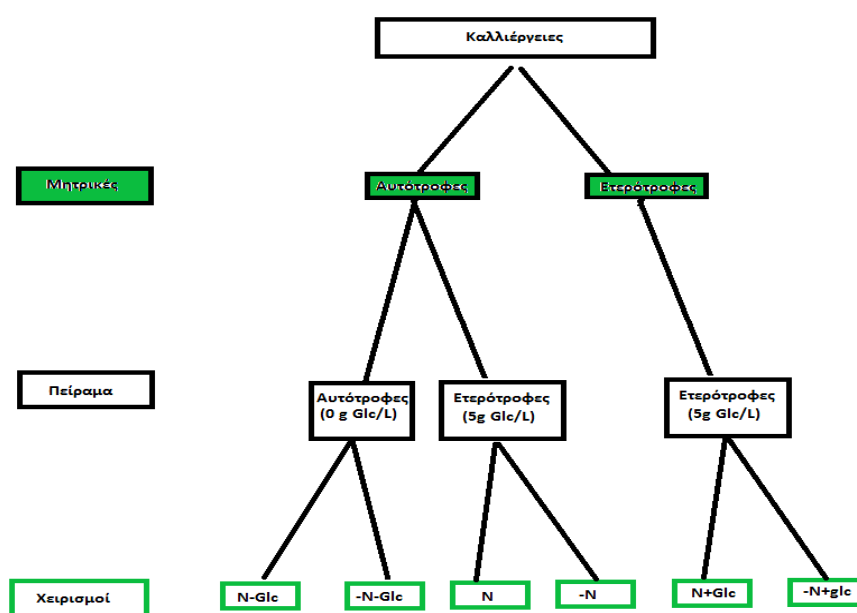 Καλλιέργειες
Μητρικές
Αυτότροφες
Ετερότροφες
Πείραμα
Αυτότροφες
(0 g Glc/L)
Ετερότροφες
(5g Glc/L)
Ετερότροφες
(5g Glc/L)
Χειρισμοί
N-Glc
-N-Glc
N
-N
N+Glc
-N+glc